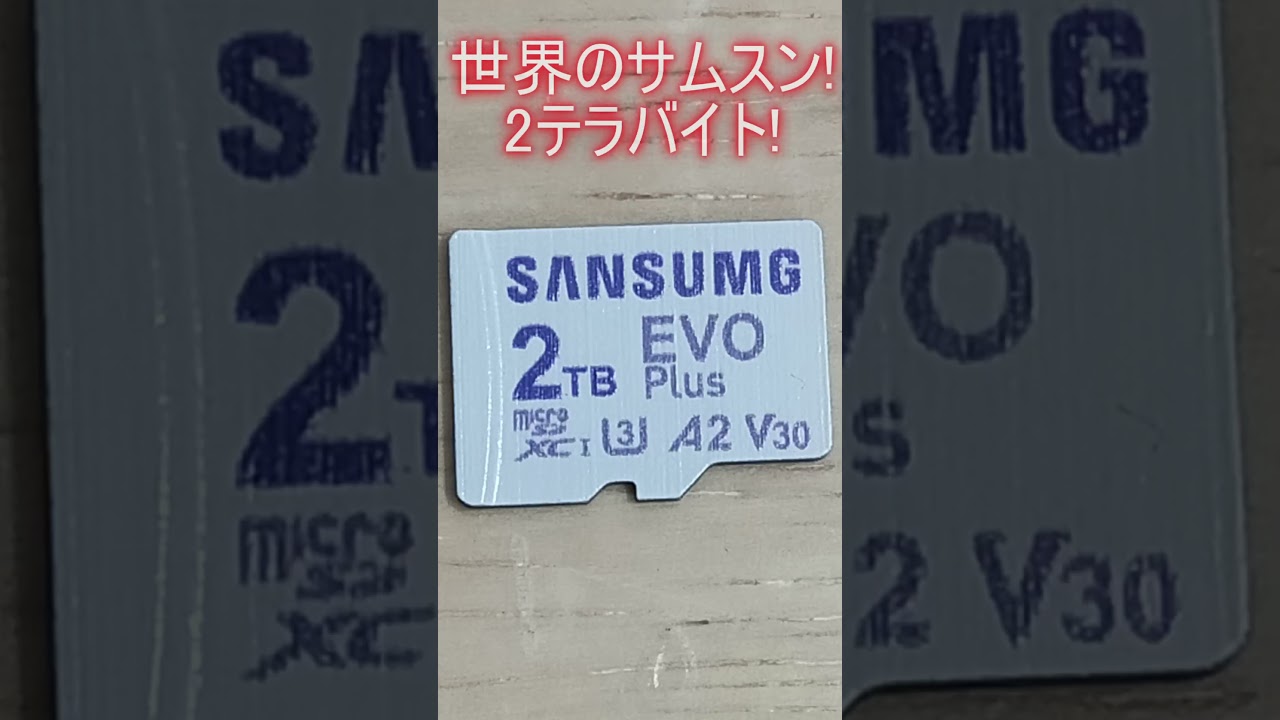 世界のサムスン!
2テラバイト!
SANSUMG
2TB EVO
Plus
micro
XC I U3 A2 V30